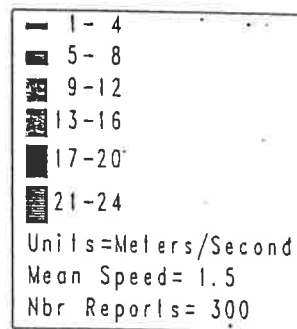 1- 4
5- 8
9-12
13-16
17-20
21-24
Units=Meters/Second
Mean Speed= 1.5
Nbr Reports= 300